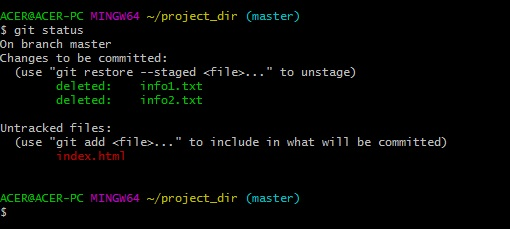 ACER@ACER-PC MINGW64 ~/project_dir (master)
$ git status
On branch master
Changes to be committed:
  (use "git restore --staged <file>..." to unstage)
        deleted:    info1.txt
        deleted:    info2.txt

Untracked files:
  (use "git add <file>..." to include in what will be committed)
        index.html

ACER@ACER-PC MINGW64 ~/project_dir (master)
$